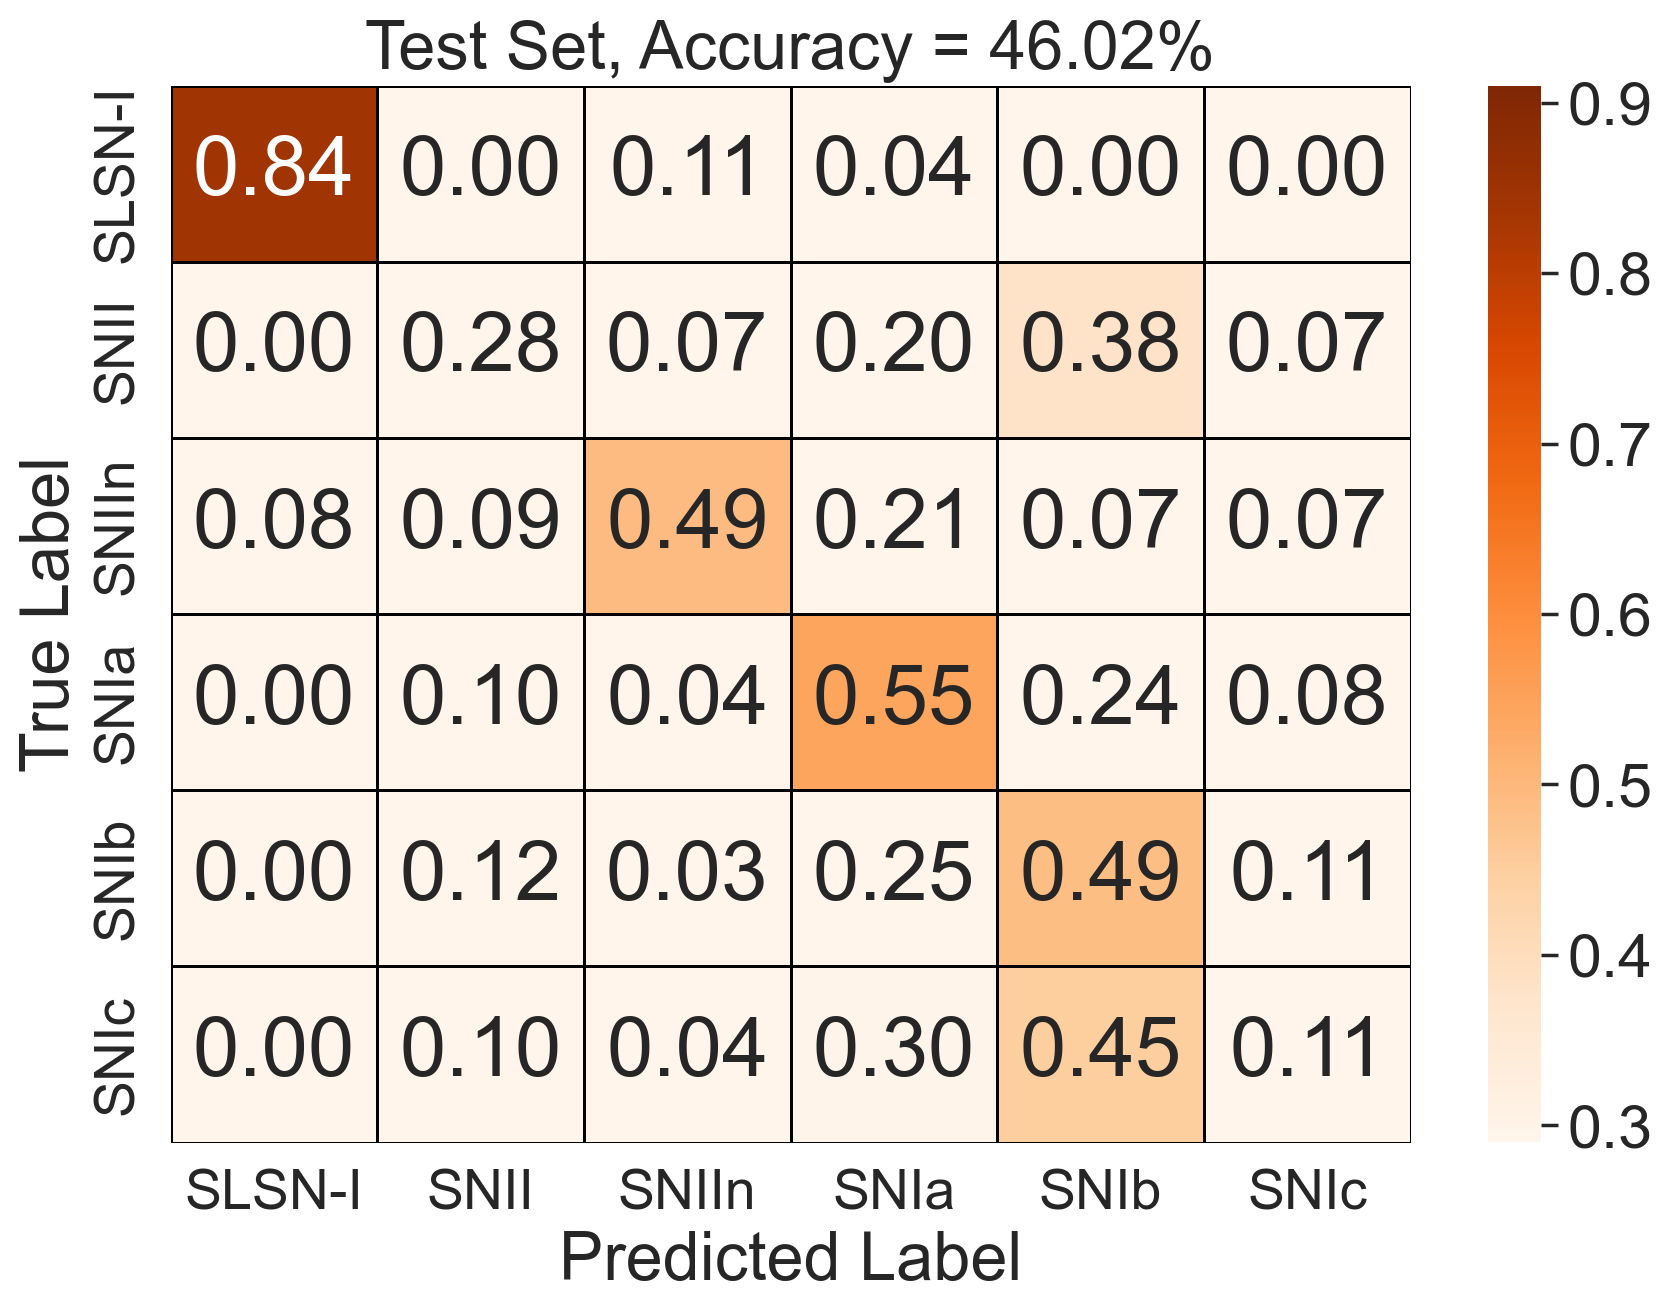 Test Set, Accuracy = 46.02%
SLSN-I 0.84 0.00 0.11 0.04 0.00 0.00
SNII 0.00 0.28 0.07 0.20 0.38 0.07
SNIIn 0.08 0.09 0.49 0.21 0.07 0.07
SNIa 0.00 0.10 0.04 0.55 0.24 0.08
SNIb 0.00 0.12 0.03 0.25 0.49 0.11
SNIc 0.00 0.10 0.04 0.30 0.45 0.11
True Label
SLSN-I SNII SNIIn SNIa SNIb SNIc
Predicted Label
0.9
0.8
0.7
0.6
0.5
0.4
0.3